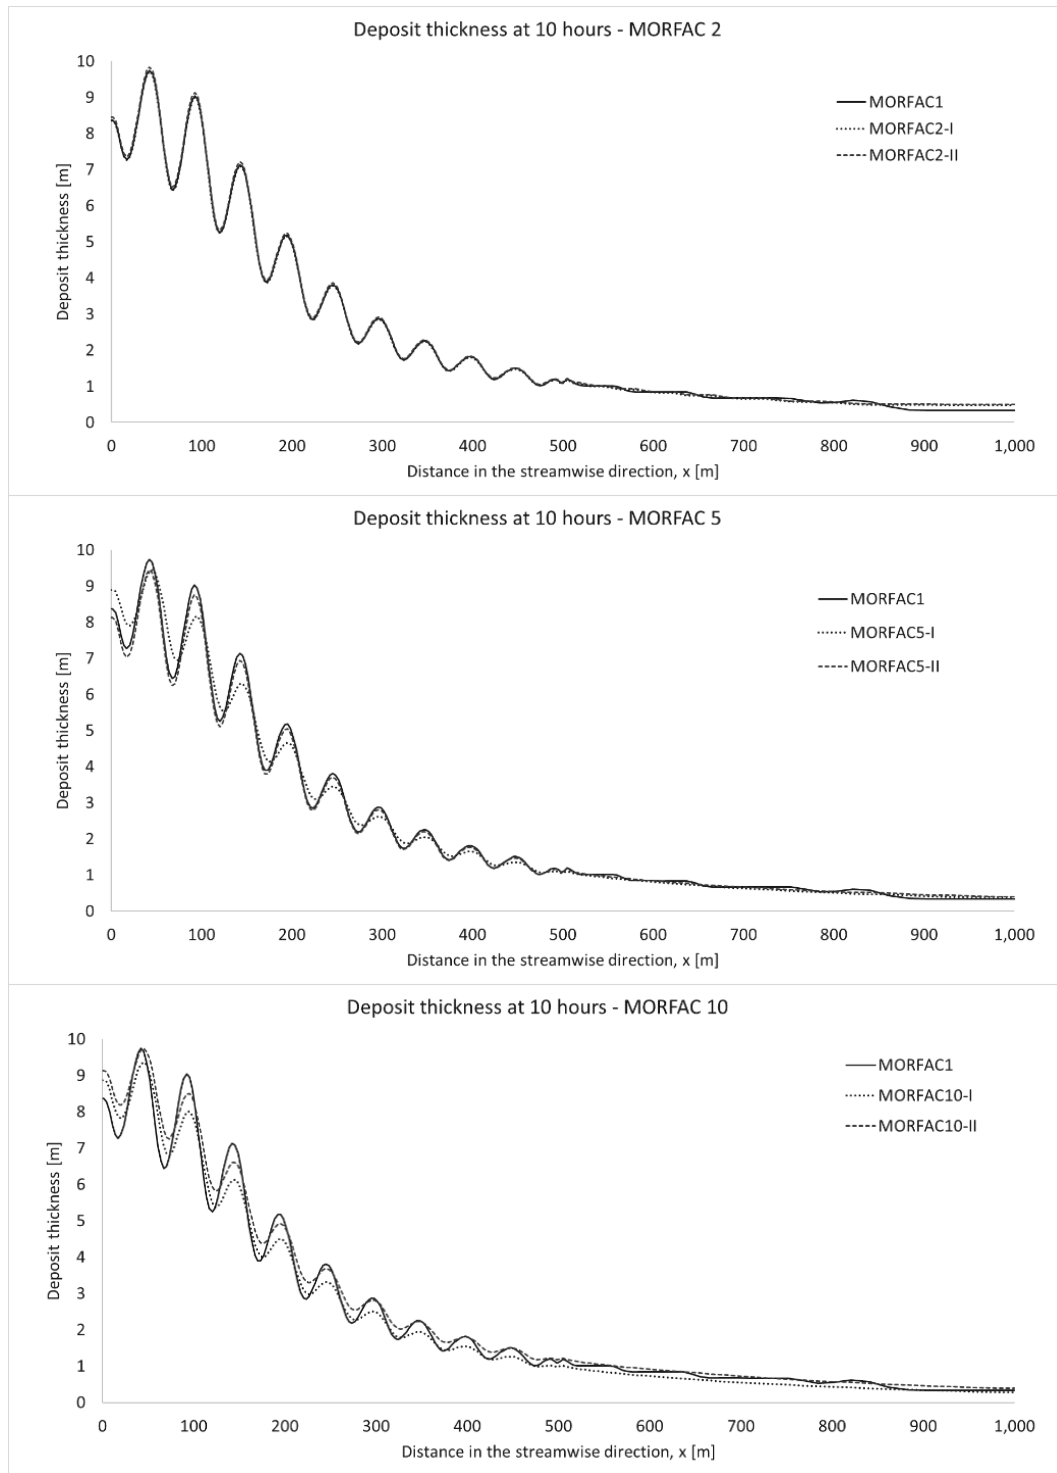 Deposit thickness at 10 hours - MORFAC 2
10
9
8
7
6
5
4
3
2
1
0
Deposit thickness [m]
MORFAC1
MORFAC2-I
MORFAC2-II
0 100 200 300 400 500 600 700 800 900 1,000
Distance in the streamwise direction, x [m]
Deposit thickness at 10 hours - MORFAC 5
10
9
8
7
6
5
4
3
2
1
0
Deposit thickness [m]
MORFAC1
MORFAC5-I
MORFAC5-II
0 100 200 300 400 500 600 700 800 900 1,000
Distance in the streamwise direction, x [m]
Deposit thickness at 10 hours - MORFAC 10
10
9
8
7
6
5
4
3
2
1
0
Deposit thickness [m]
MORFAC1
MORFAC10-I
MORFAC10-II
0 100 200 300 400 500 600 700 800 900 1,000
Distance in the streamwise direction, x [m]